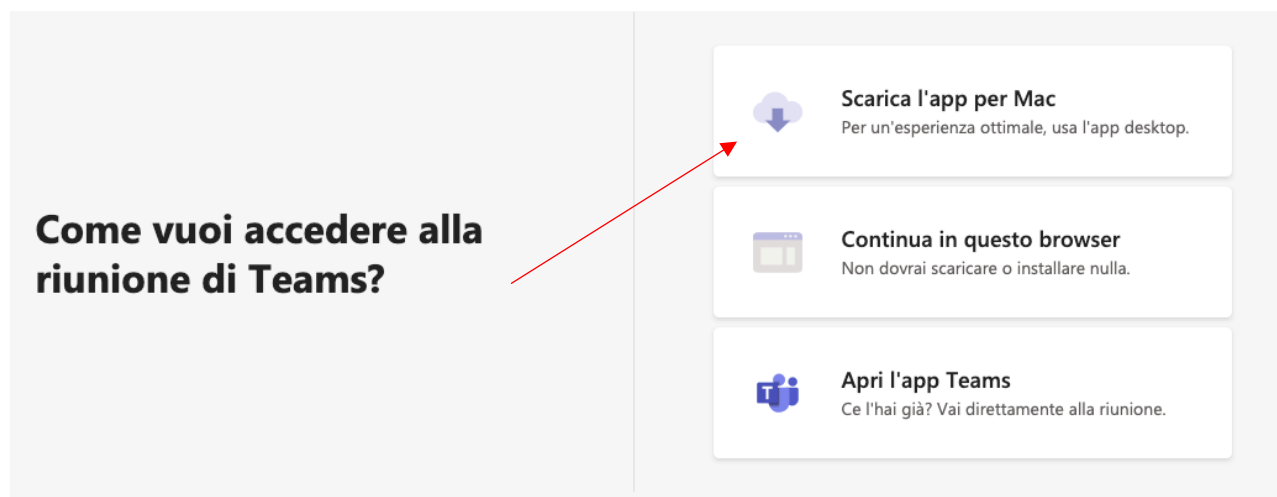 Come vuoi accedere alla
riunione di Teams?
Scarica l'app per Mac
Per un'esperienza ottimale, usa l'app desktop.
Continua in questo browser
Non dovrai scaricare o installare nulla.
T
Apri l'app Teams
Ce l'hai già? Vai direttamente alla riunione.